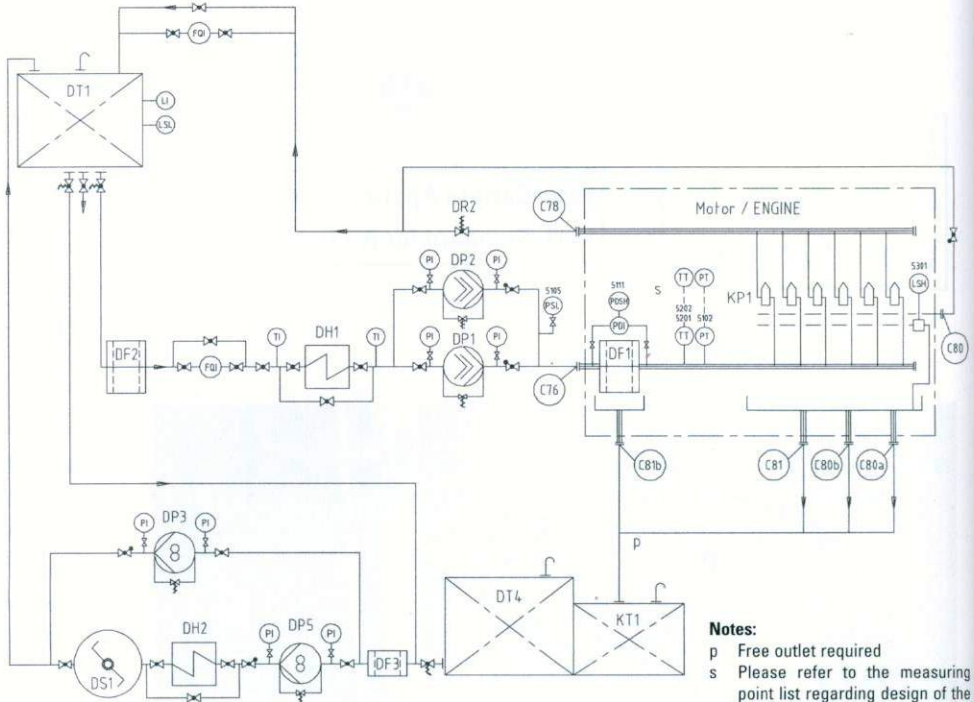 FQI
DT1
LI
LSL
DR2
C78
Motor / ENGINE
DP2
PI
PI
5105
PSL
5111
PDSH
PDI
s
TT
PT
5202
5201
5102
TT
PT
KP1
5301
LSH
C80
DF2
FQI
TI
DH1
TI
PI
DP1
PI
C76
DF1
C81b
C81
C80b
C80a
p
DP3
PI
PI
8
DT4
KT1
DS1
DH2
PI
DP5
8
PI
DF3
Notes:
p Free outlet required
s Please refer to the measuring
point list regarding design of the